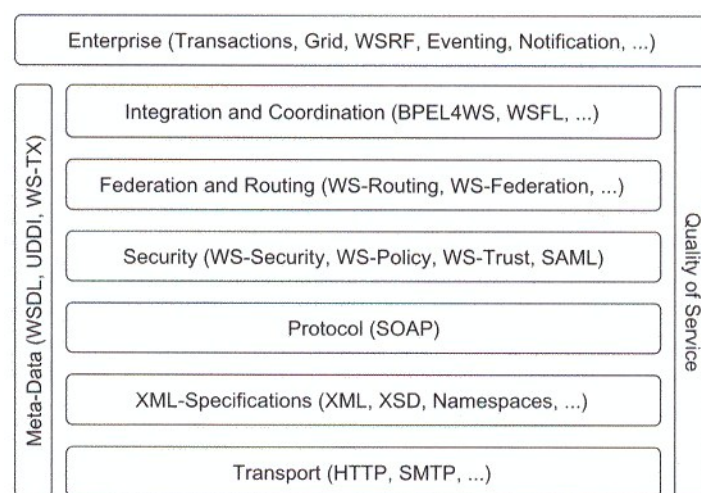 Enterprise (Transactions, Grid, WSRF, Eventing, Notification, ...)
Meta-Data (WSDL, UDDI, WS-TX)
Integration and Coordination (BPEL4WS, WSFL, ...)
Federation and Routing (WS-Routing, WS-Federation, ...)
Security (WS-Security, WS-Policy, WS-Trust, SAML)
Protocol (SOAP)
XML-Specifications (XML, XSD, Namespaces, ...)
Transport (HTTP, SMTP, ...)
Quality of Service